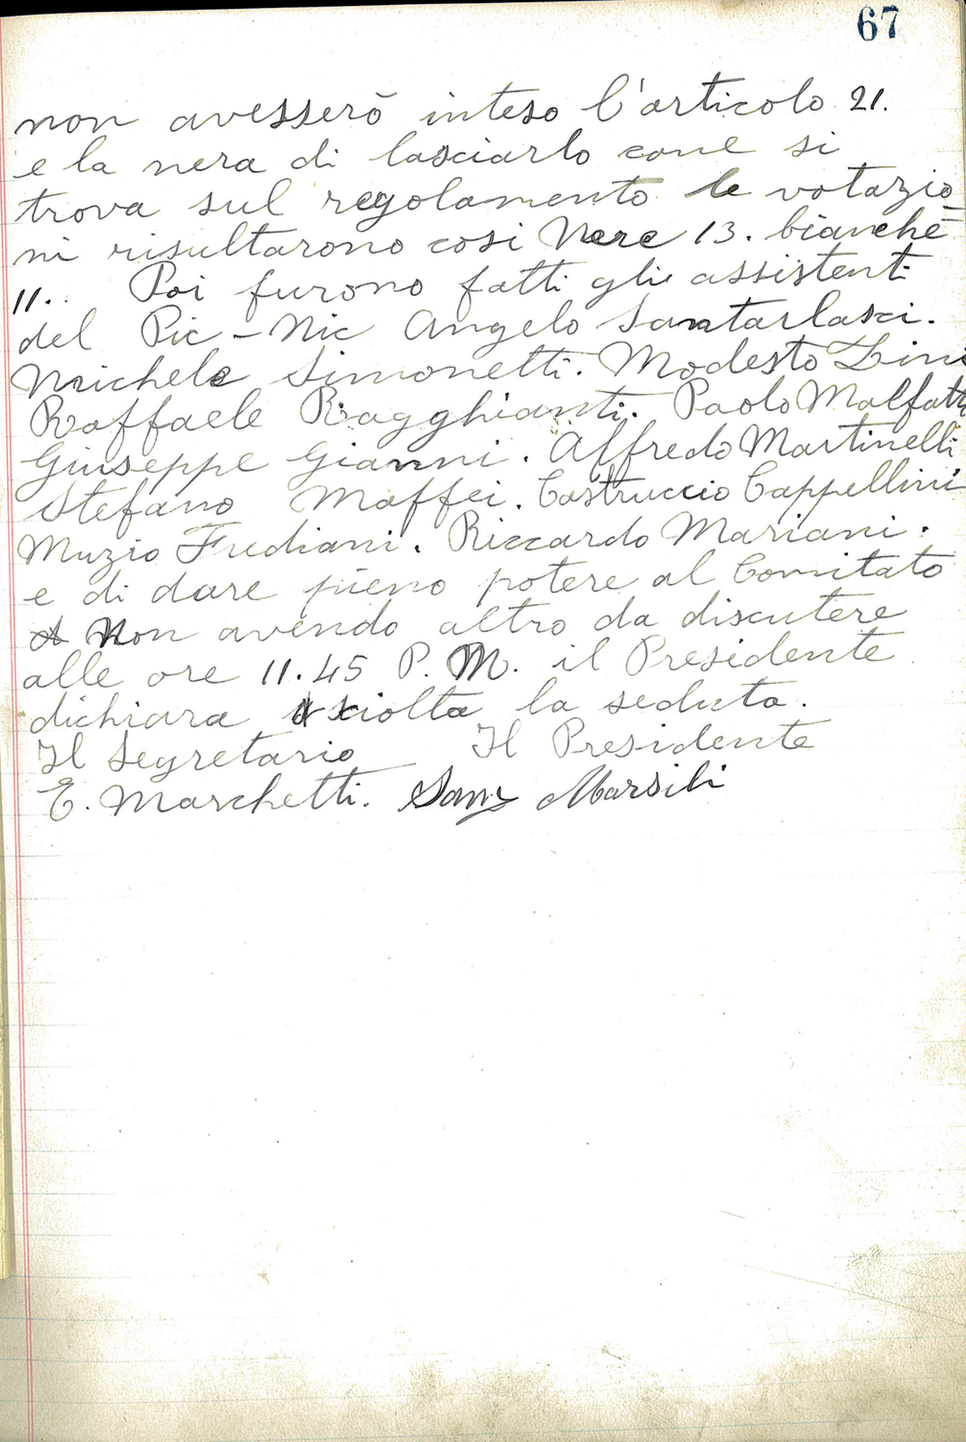 67
non avesserò inteso l'articolo 21.
e la nera di lasciarlo come si
trova sul regolamento le votazio
ni risultarono cosi Nere 13. bianche
11. Poi furono fatti gli assistenti
del Pic-Nic Angelo Santarlasci.
Michele Simonetti. Modesto Lini
Raffaele Ragghianti. Paolo Malfatti
Giuseppe Gianni. Alfredo Martinelli
Stefano Maffei. Castruccio Cappellini
Muzio Frediani. Riccardo Mariani.
e di dare pieno potere al Comitato
Non avendo altro da discutere
alle ore 11.45 P. M. il Presidente
dichiara sciolta la seduta.
Il Segretario Il Presidente
E. Marchetti. Sam Marsili